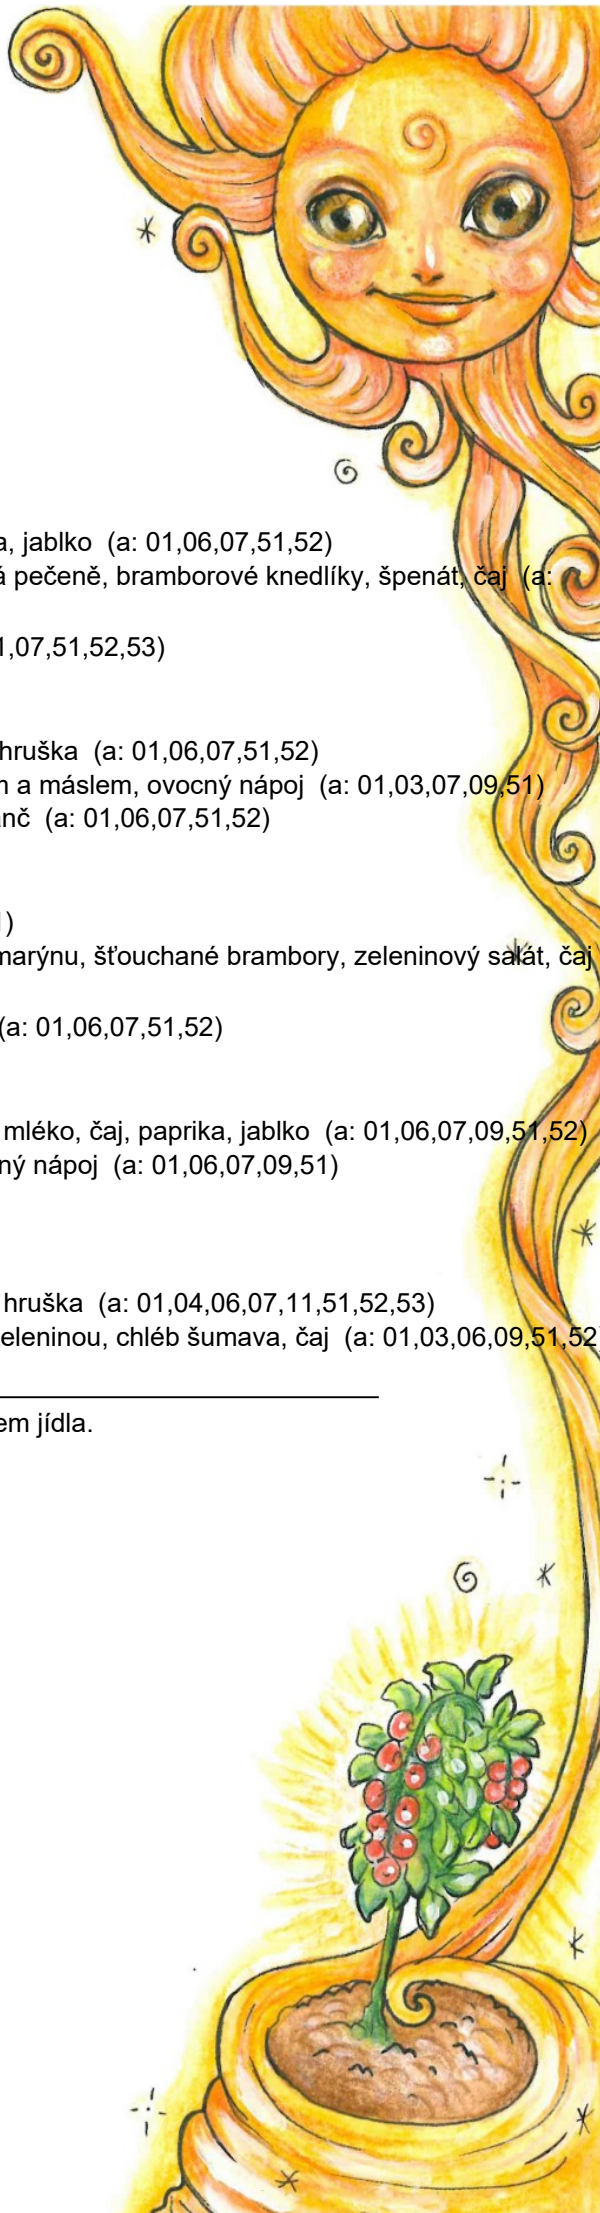 a, jablko (a: 01,06,07,51,52)
á pečeně, bramborové knedlíky, špenát, čaj (a:
1,07,51,52,53)
hruška (a: 01,06,07,51,52)
m a máslem, ovocný nápoj (a: 01,03,07,09,51)
anč (a: 01,06,07,51,52)
)
marýnu, šťouchané brambory, zeleninový salát, čaj
(a: 01,06,07,51,52)
mléko, čaj, paprika, jablko (a: 01,06,07,09,51,52)
ný nápoj (a: 01,06,07,09,51)
hruška (a: 01,04,06,07,11,51,52,53)
eleninou, chléb šumava, čaj (a: 01,03,06,09,51,52)
em jídla.